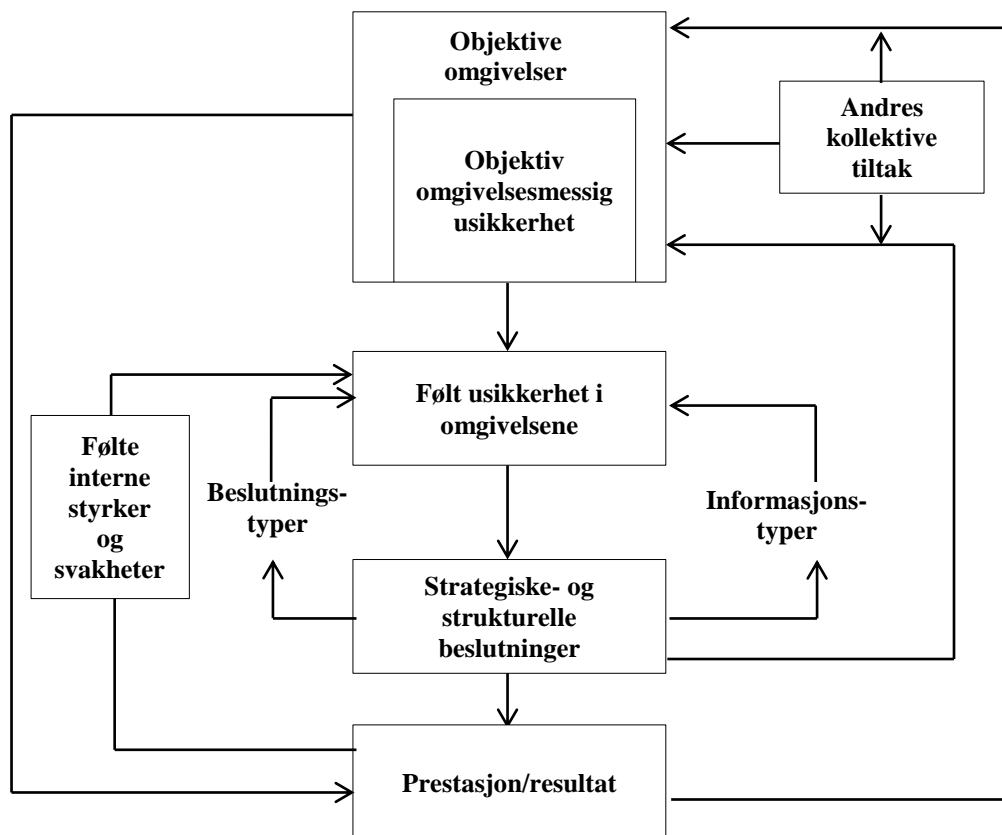 Objektive
omgivelser
Andres
kollektive
tiltak
Objektiv
omgivelsesmessig
usikkerhet
Følt usikkerhet i
omgivelsene
Følte
interne
styrker
og
svakheter
Beslutnings-
typer
Informasjons-
typer
Strategiske- og
strukturelle
beslutninger
Prestasjon/resultat